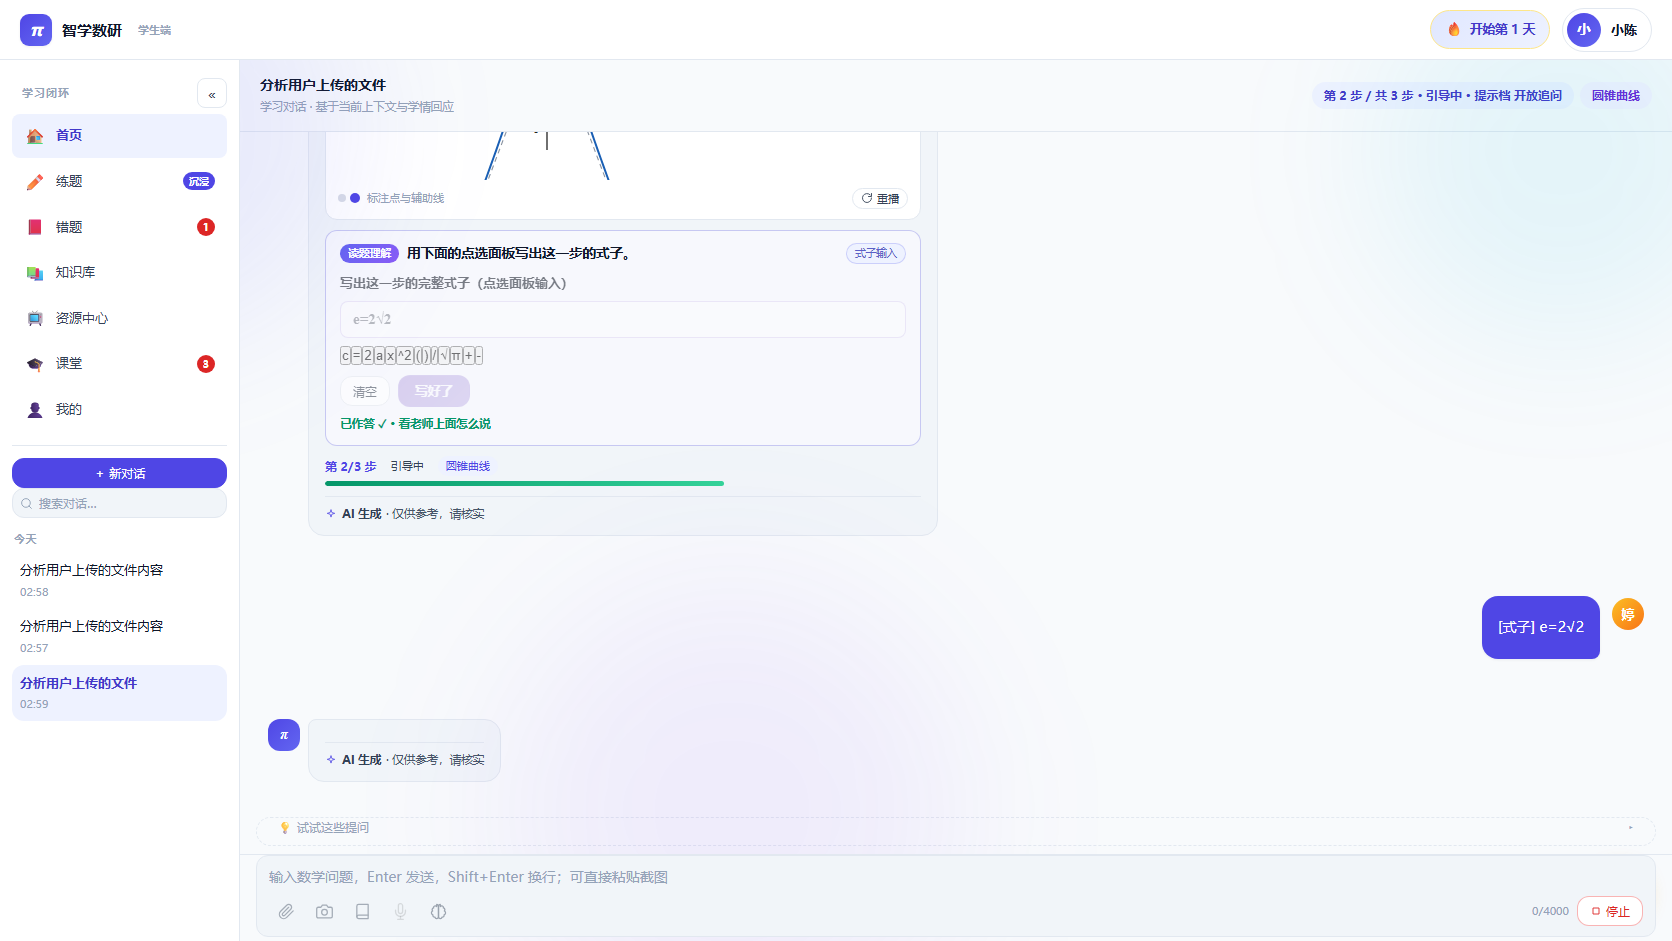 π 智学数研 学生端
🔥 开始第 1 天
小 小陈
学习闭环 «
🏠 首页
练题 沉浸
错题 1
知识库
资源中心
课堂 3
我的
+ 新对话
搜索对话...
今天
分析用户上传的文件内容
02:58
分析用户上传的文件内容
02:57
分析用户上传的文件
02:59
分析用户上传的文件
学习对话 · 基于当前上下文与学情回应
第 2 步 / 共 3 步 • 引导中 • 提示档 开放追问
圆锥曲线
标注点与辅助线
重播
读题理解 用下面的点选面板写出这一步的式子。
式子输入
写出这一步的完整式子（点选面板输入）
e=2√2
c = 2 a x ^2 ( ) / √ π + -
清空 写好了
已作答 ✓ • 看老师上面怎么说
第 2/3 步 引导中 圆锥曲线
AI 生成 · 仅供参考，请核实
[式子] e=2√2
婷
π
AI 生成 · 仅供参考，请核实
💡 试试这些提问
输入数学问题，Enter 发送，Shift+Enter 换行；可直接粘贴截图
0/4000
停止